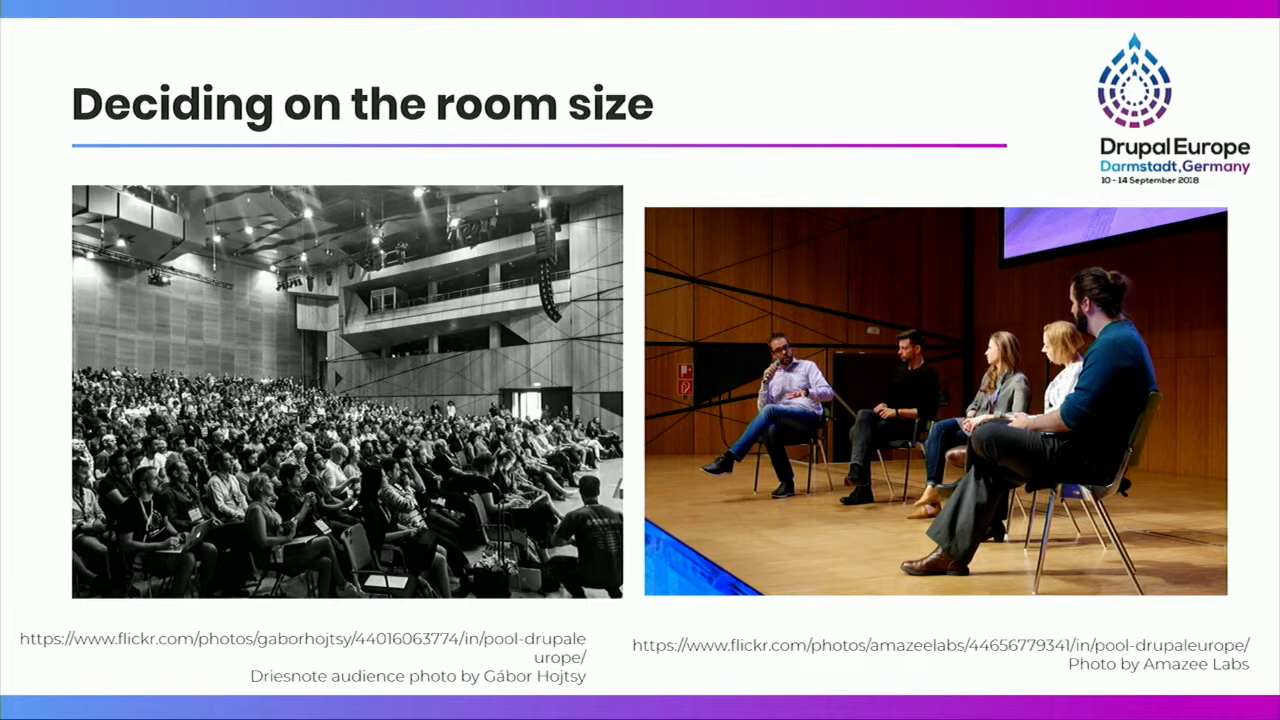 Deciding on the room size
Drupal Europe
Darmstadt, Germany
10 - 14 September 2018
https://www.flickr.com/photos/gaborhojtsy/44016063774/in/pool-drupale
urope/
Driesnote audience photo by Gábor Hojtsy
https://www.flickr.com/photos/amazeelabs/44656779341/in/pool-drupaleurope/
Photo by Amazee Labs